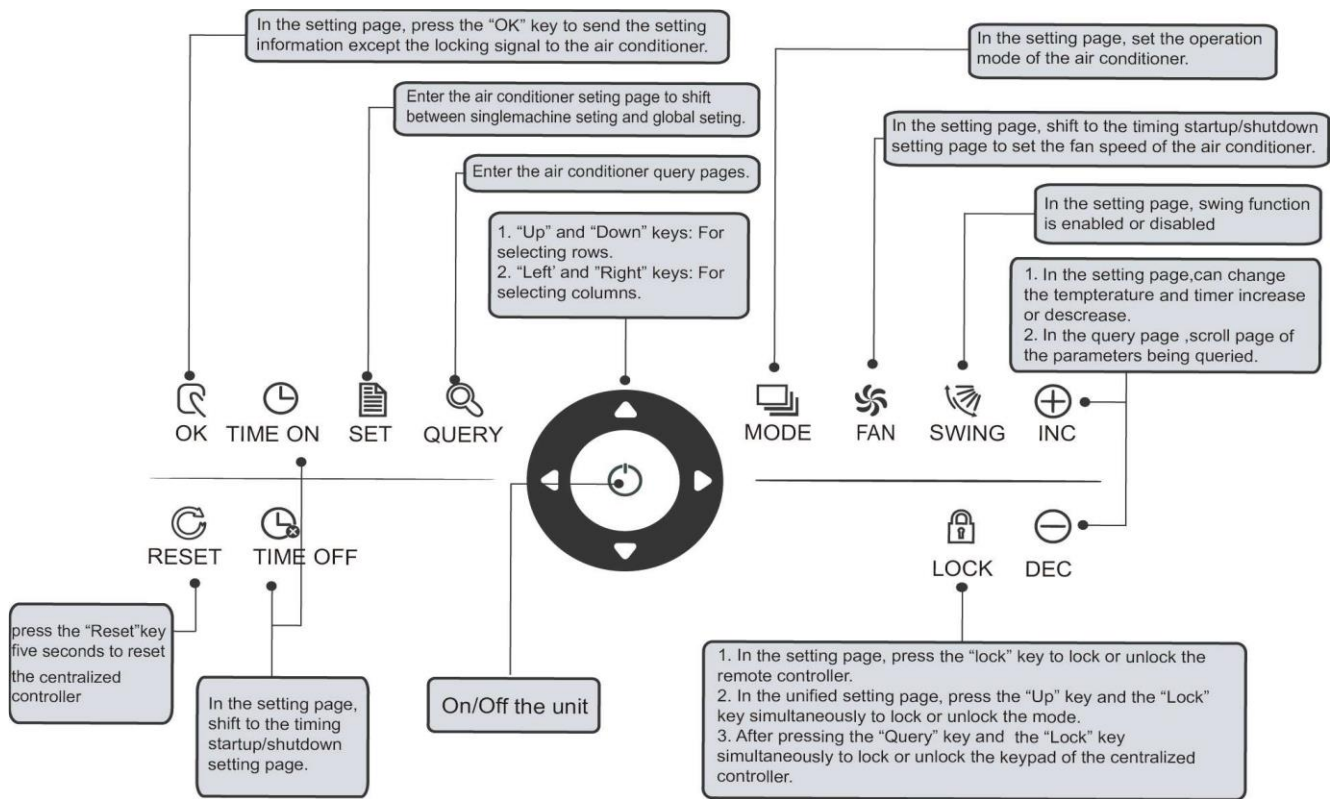 In the setting page, press the “OK” key to send the setting
information except the locking signal to the air conditioner.
In the setting page, set the operation
mode of the air conditioner.
Enter the air conditioner seting page to shift
between singlemachine seting and global seting.
In the setting page, shift to the timing startup/shutdown
setting page to set the fan speed of the air conditioner.
Enter the air conditioner query pages.
In the setting page, swing function
is enabled or disabled
1. “Up” and “Down” keys: For
selecting rows.
2. “Left’ and ”Right” keys: For
selecting columns.
1. In the setting page,can change
the tempterature and timer increase
or descrease.
2. In the query page ,scroll page of
the parameters being queried.
OK TIME ON SET QUERY MODE FAN SWING INC
RESET TIME OFF LOCK DEC
press the “Reset”key
five seconds to reset
the centralized
controller
In the setting page,
shift to the timing
startup/shutdown
setting page.
On/Off the unit
1. In the setting page, press the “lock” key to lock or unlock the
remote controller.
2. In the unified setting page, press the “Up” key and the “Lock”
key simultaneously to lock or unlock the mode.
3. After pressing the “Query” key and the “Lock” key
simultaneously to lock or unlock the keypad of the centralized
controller.